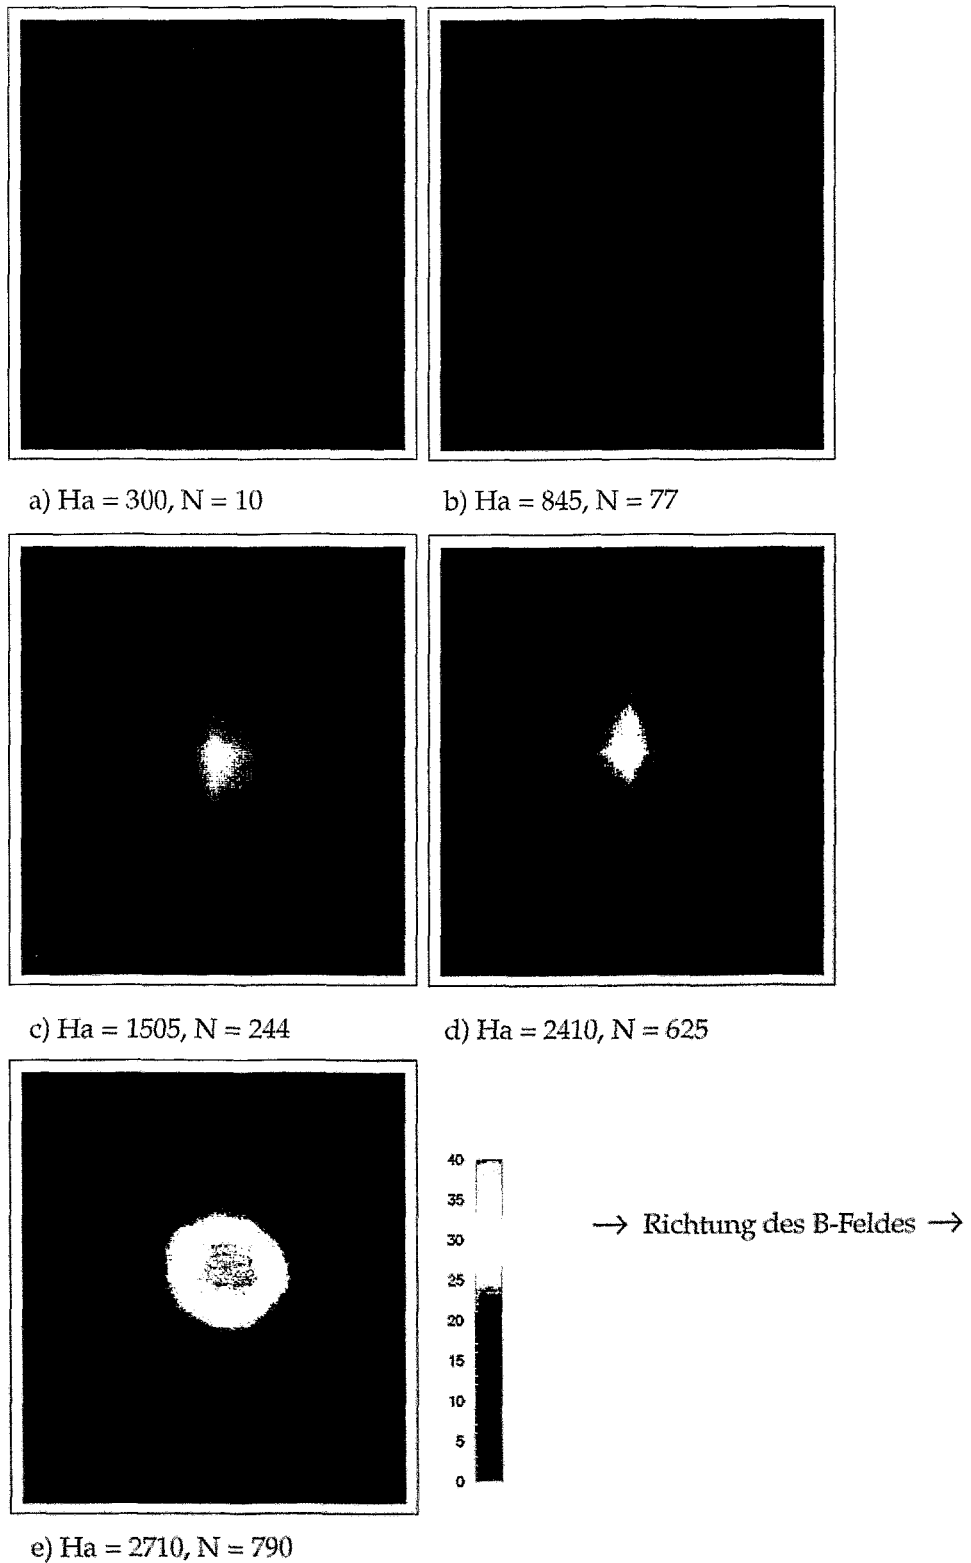 a) Ha = 300, N = 10
b) Ha = 845, N = 77
c) Ha = 1505, N = 244
d) Ha = 2410, N = 625
40
35
30
25
20
15
10
5
0
→ Richtung des B-Feldes →
e) Ha = 2710, N = 790